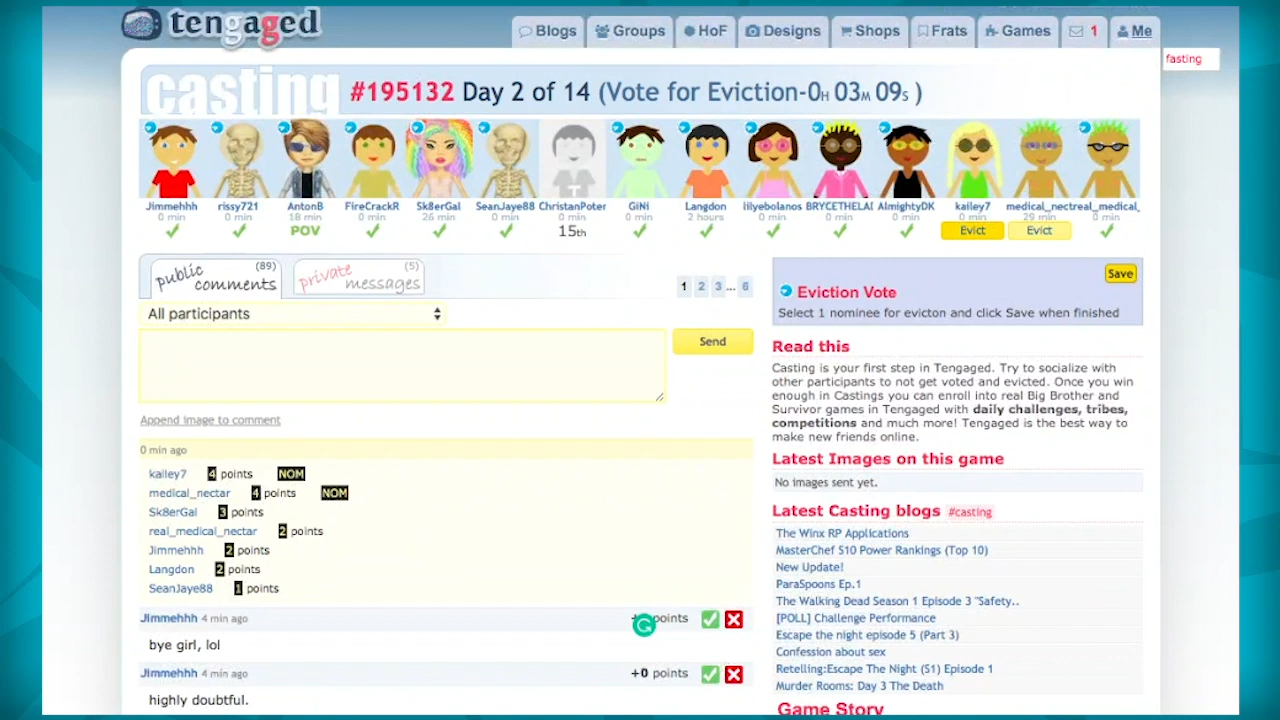 tengaged
Blogs
Groups
HoF
Designs
Shops
Frats
Games
1
Me
fasting
casting #195132 Day 2 of 14 (Vote for Eviction-0H 03M 09S )
Jimmehhh rissy721 AntonB FireCrackR Sk8erGal SeanJaye88 ChristanPoter GiNi Langdon lilyebolanos BRYCETHELAD AlmightyDK kailey7 medical_nectreal_medical_
0 min 0 min 18 min 0 min 26 min 0 min 0 min 0 min 2 hours 0 min 0 min 0 min 0 min 29 min 0 min
POV 15th Evict Evict
public comments (89)
private messages (5)
1 2 3 ... 6
All participants
Send
Append image to comment
0 min ago
kailey7 4 points NOM
medical_nectar 4 points NOM
Sk8erGal 3 points
real_medical_nectar 2 points
Jimmehhh 2 points
Langdon 2 points
SeanJaye88 1 points
Jimmehhh 4 min ago points
bye girl, lol
Jimmehhh 4 min ago +0 points
highly doubtful.
Save
Eviction Vote
Select 1 nominee for evicton and click Save when finished
Read this
Casting is your first step in Tengaged. Try to socialize with
other participants to not get voted and evicted. Once you win
enough in Castings you can enroll into real Big Brother and
Survivor games in Tengaged with daily challenges, tribes,
competitions and much more! Tengaged is the best way to
make new friends online.
Latest Images on this game
No images sent yet.
Latest Casting blogs #casting
The Winx RP Applications
MasterChef S10 Power Rankings (Top 10)
New Update!
ParaSpoons Ep.1
The Walking Dead Season 1 Episode 3 "Safety..
[POLL] Challenge Performance
Escape the night episode 5 (Part 3)
Confession about sex
Retelling:Escape The Night (S1) Episode 1
Murder Rooms: Day 3 The Death
Game Story